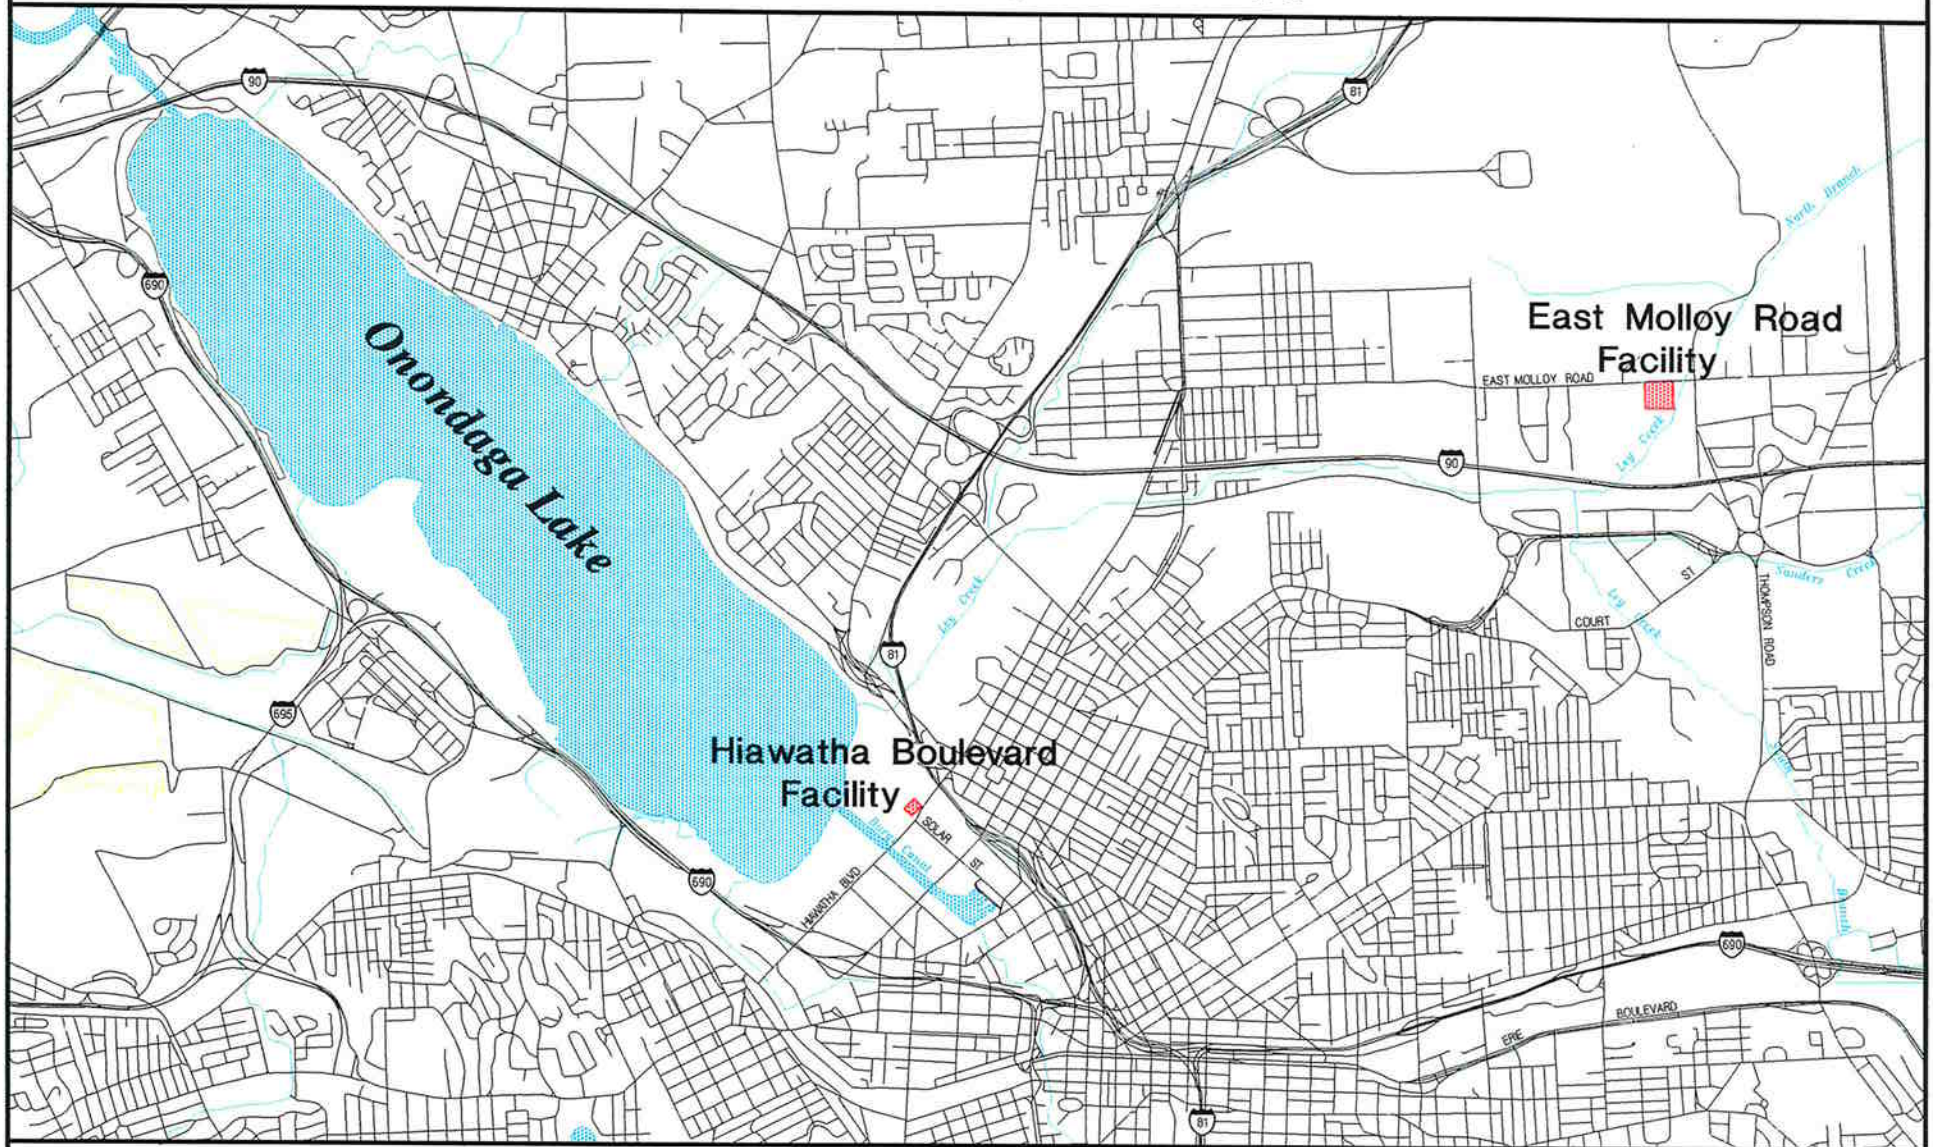 90
81
North Branch
690
East Molloy Road
Facility
EAST MOLLOY ROAD
Onondaga Lake
Ley Creek
90
Sanders Creek
ST
COURT
THOMPSON ROAD
Ley Creek
Ley Creek
81
695
South
Branch
Hiawatha Boulevard
Facility
SOLAR ST
Barge Canal
HIAWATHA BLVD
690
690
ERIE
BOULEVARD
81